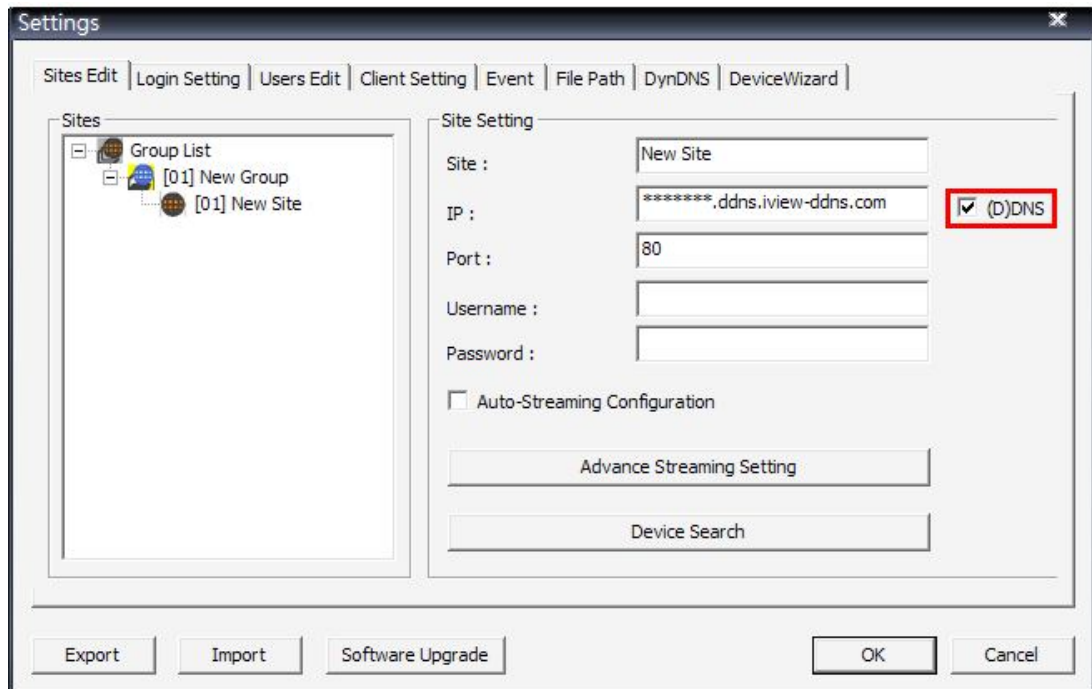 Settings
Sites Edit Login Setting Users Edit Client Setting Event File Path DynDNS DeviceWizard
Sites
Group List
[01] New Group
[01] New Site
Site Setting
Site : New Site
IP : *******.ddns.iview-ddns.com (D)DNS
Port : 80
Username :
Password :
Auto-Streaming Configuration
Advance Streaming Setting
Device Search
Export Import Software Upgrade OK Cancel